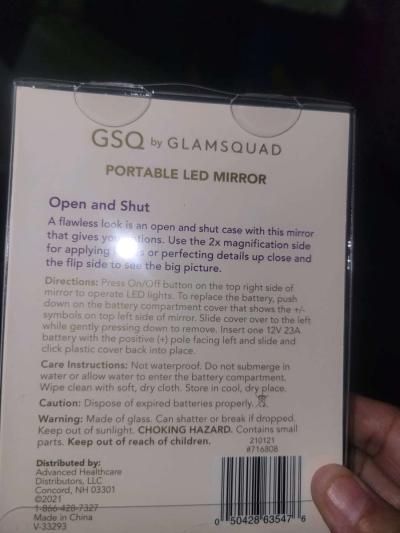 GSQ by GLAMSQUAD
PORTABLE LED MIRROR
Open and Shut
A flawless look is an open and shut case with this mirror
that gives you tions. Use the 2x magnification side
for applying or perfecting details up close and
the flip side to see the big picture.
Directions: Press On/Off button on the top right side of
mirror to operate LED lights. To replace the battery, push
down on the battery compartment cover that shows the +/-
symbols on top left side of mirror. Slide cover over to the left
while gently pressing down to remove. Insert one 12V 23A
battery with the positive (+) pole facing left and slide and
click plastic cover back into place.
Care Instructions: Not waterproof. Do not submerge in
water or allow water to enter the battery compartment.
Wipe clean with soft, dry cloth. Store in cool, dry place.
Caution: Dispose of expired batteries properly.
Warning: Made of glass. Can shatter or break if dropped.
Keep out of sunlight. CHOKING HAZARD. Contains small
parts. Keep out of reach of children.
210121
#716808
Distributed by:
Advanced Healthcare
Distributors, LLC
Concord, NH 03301
©2021
1-866-428-7327
Made in China
V-33293
0 50428 63547 6